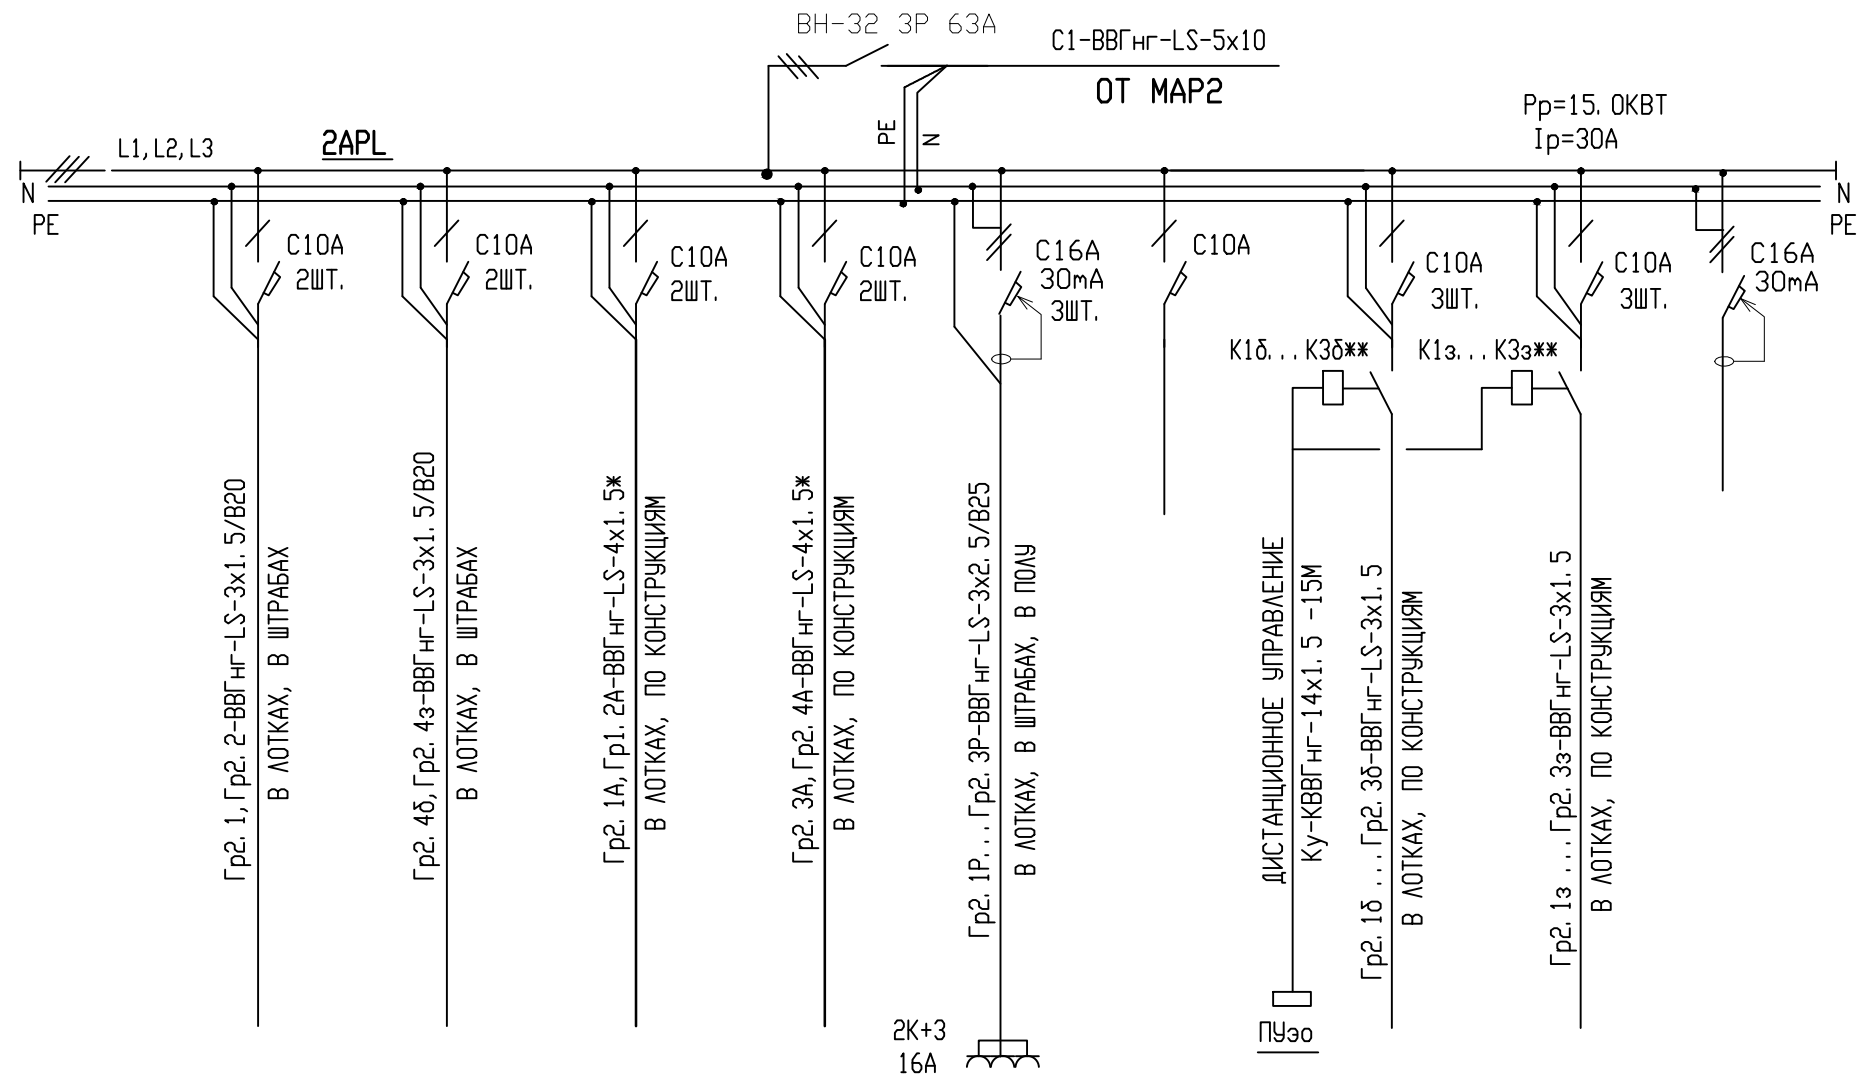 ВН-32 3Р 63А
С1-ВВГнг-LS-5х10
ОТ МАР2
Рр=15. 0КВТ
Iр=30А
L1, L2, L3
2APL
PE
N
N
PE
N
PE
С10А
2ШТ.
С10А
2ШТ.
С10А
2ШТ.
С10А
2ШТ.
С16А
30mA
3ШТ.
С10А
С10А
3ШТ.
С10А
3ШТ.
С16А
30mA
К1б. . . К3б**
К1з. . . К3з**
Гр2. 1, Гр2. 2-ВВГнг-LS-3х1. 5/В20
В ЛОТКАХ, В ШТРАБАХ
Гр2. 4б, Гр2. 4з-ВВГнг-LS-3х1. 5/В20
В ЛОТКАХ, В ШТРАБАХ
Гр2. 1А, Гр1. 2А-ВВГнг-LS-4х1. 5*
В ЛОТКАХ, ПО КОНСТРУКЦИЯМ
Гр2. 3А, Гр2. 4А-ВВГнг-LS-4х1. 5*
В ЛОТКАХ, ПО КОНСТРУКЦИЯМ
Гр2. 1Р. . . Гр2. 3Р-ВВГнг-LS-3х2. 5/В25
В ЛОТКАХ, В ШТРАБАХ, В ПОЛУ
ДИСТАНЦИОННОЕ УПРАВЛЕНИЕ
Ку-КВВГнг-14х1. 5 -15М
Гр2. 1б . . . Гр2. 3б-ВВГнг-LS-3х1. 5
В ЛОТКАХ, ПО КОНСТРУКЦИЯМ
Гр2. 1з . . . Гр2. 3з-ВВГнг-LS-3х1. 5
В ЛОТКАХ, ПО КОНСТРУКЦИЯМ
2К+З
16А
ПУэо